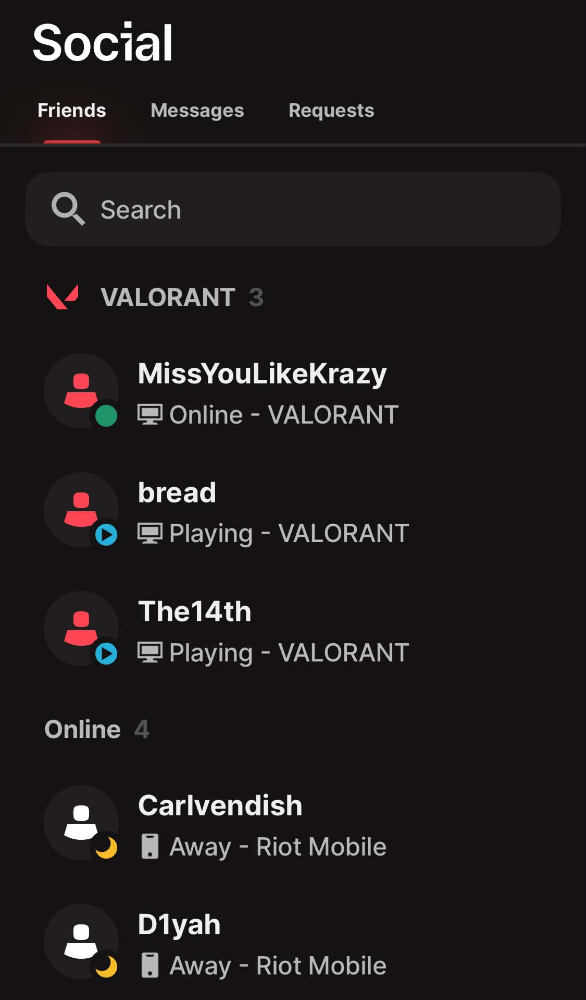 Social
Friends Messages Requests
Search
VALORANT 3
MissYouLikeKrazy
Online - VALORANT
bread
Playing - VALORANT
The14th
Playing - VALORANT
Online 4
Carlvendish
Away - Riot Mobile
D1yah
Away - Riot Mobile